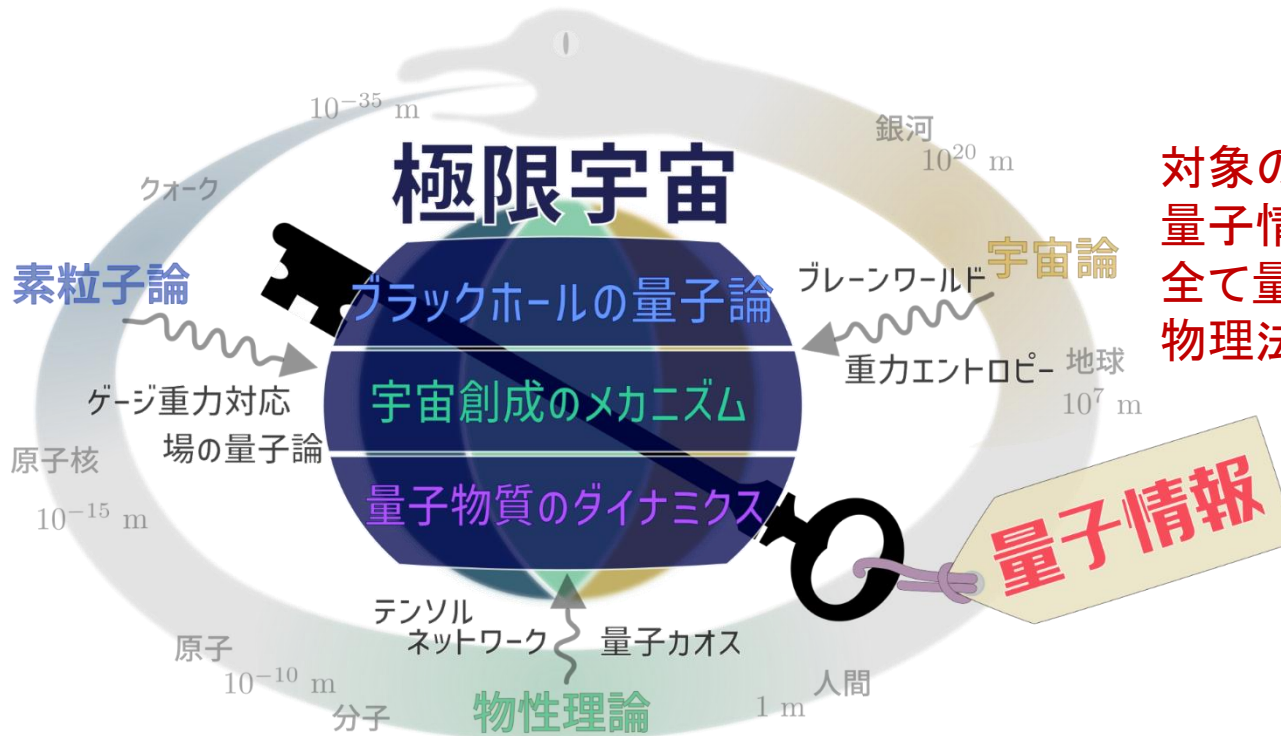 10⁻³⁵ m
クォーク
極限宇宙
銀河
10²⁰ m
素粒子論
宇宙論
ブラックホールの量子論
ブレーンワールド
重力エントロピー
ゲージ重力対応
場の量子論
宇宙創成のメカニズム
地球
10⁷ m
原子核
10⁻¹⁵ m
量子物質のダイナミクス
量子情報
テンソル
ネットワーク
量子カオス
原子
10⁻¹⁰ m
分子
物性理論
1 m
人間
対象の
量子情
全て量
物理法